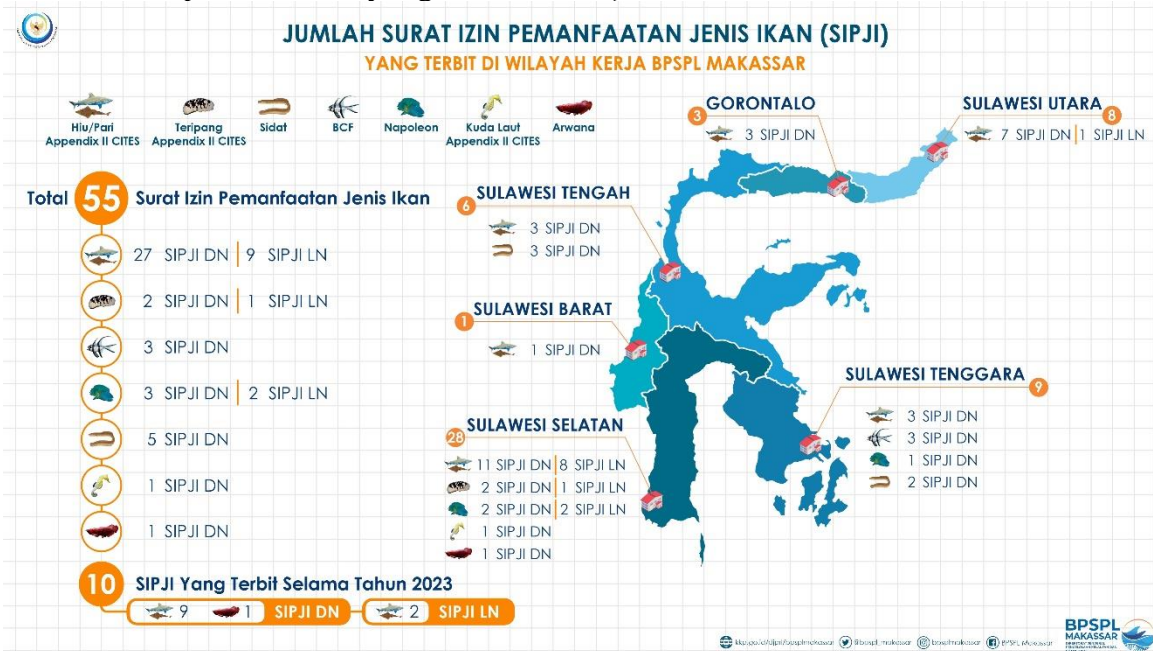 JUMLAH SURAT IZIN PEMANFAATAN JENIS IKAN (SIPJI)
YANG TERBIT DI WILAYAH KERJA BPSPL MAKASSAR
Hiu/Pari
Appendix II CITES
Teripang
Appendix II CITES
Sidat
BCF
Napoleon
Kuda Laut
Appendix II CITES
Arwana
Total 55 Surat Izin Pemanfaatan Jenis Ikan
27 SIPJI DN | 9 SIPJI LN
2 SIPJI DN | 1 SIPJI LN
3 SIPJI DN
3 SIPJI DN | 2 SIPJI LN
5 SIPJI DN
1 SIPJI DN
1 SIPJI DN
10 SIPJI Yang Terbit Selama Tahun 2023
9 1 SIPJI DN 2 SIPJI LN
GORONTALO
3
3 SIPJI DN
SULAWESI UTARA
8
7 SIPJI DN | 1 SIPJI LN
SULAWESI TENGAH
6
3 SIPJI DN
3 SIPJI DN
SULAWESI BARAT
1
1 SIPJI DN
SULAWESI TENGGARA
9
3 SIPJI DN
3 SIPJI DN
1 SIPJI DN
2 SIPJI DN
SULAWESI SELATAN
28
11 SIPJI DN | 8 SIPJI LN
2 SIPJI DN | 1 SIPJI LN
2 SIPJI DN | 2 SIPJI LN
1 SIPJI DN
1 SIPJI DN
BPSPL Makassar
BPSPL
MAKASSAR